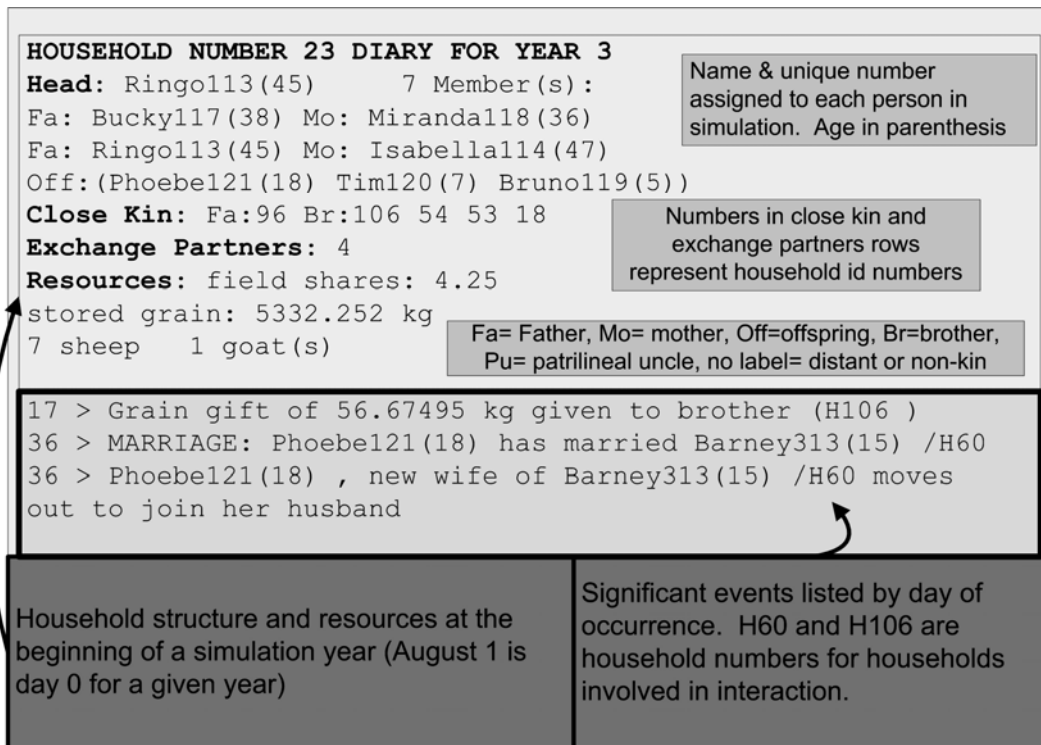 HOUSEHOLD NUMBER 23 DIARY FOR YEAR 3
Head: Ringo113(45) 7 Member(s):
Fa: Bucky117(38) Mo: Miranda118(36)
Fa: Ringo113(45) Mo: Isabella114(47)
Off:(Phoebe121(18) Tim120(7) Bruno119(5))
Close Kin: Fa:96 Br:106 54 53 18
Exchange Partners: 4
Resources: field shares: 4.25
stored grain: 5332.252 kg
7 sheep 1 goat(s)
Name & unique number
assigned to each person in
simulation. Age in parenthesis
Numbers in close kin and
exchange partners rows
represent household id numbers
Fa= Father, Mo= mother, Off=offspring, Br=brother,
Pu= patrilineal uncle, no label= distant or non-kin
17 > Grain gift of 56.67495 kg given to brother (H106 )
36 > MARRIAGE: Phoebe121(18) has married Barney313(15) /H60
36 > Phoebe121(18) , new wife of Barney313(15) /H60 moves
out to join her husband
Household structure and resources at the
beginning of a simulation year (August 1 is
day 0 for a given year)
Significant events listed by day of
occurrence. H60 and H106 are
household numbers for households
involved in interaction.